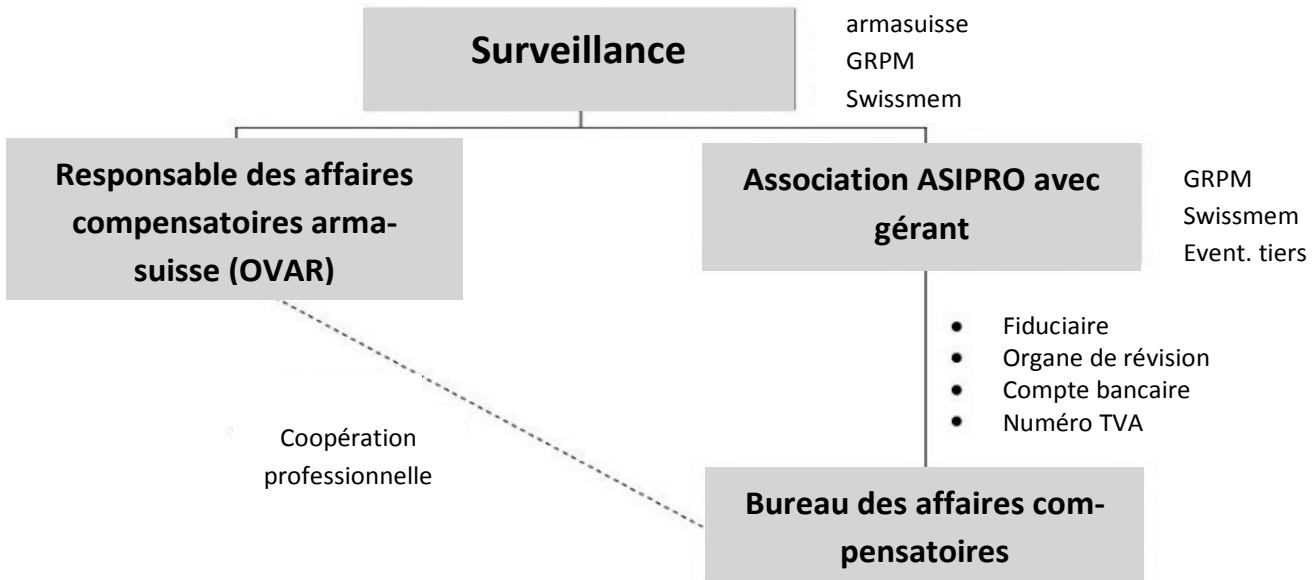 Surveillance
armasuisse
GRPM
Swissmem
Responsable des affaires
compensatoires arma-
suisse (OVAR)
Association ASIPRO avec
gérant
GRPM
Swissmem
Event. tiers
• Fiduciaire
• Organe de révision
• Compte bancaire
• Numéro TVA
Coopération
professionnelle
Bureau des affaires com-
pensatoires